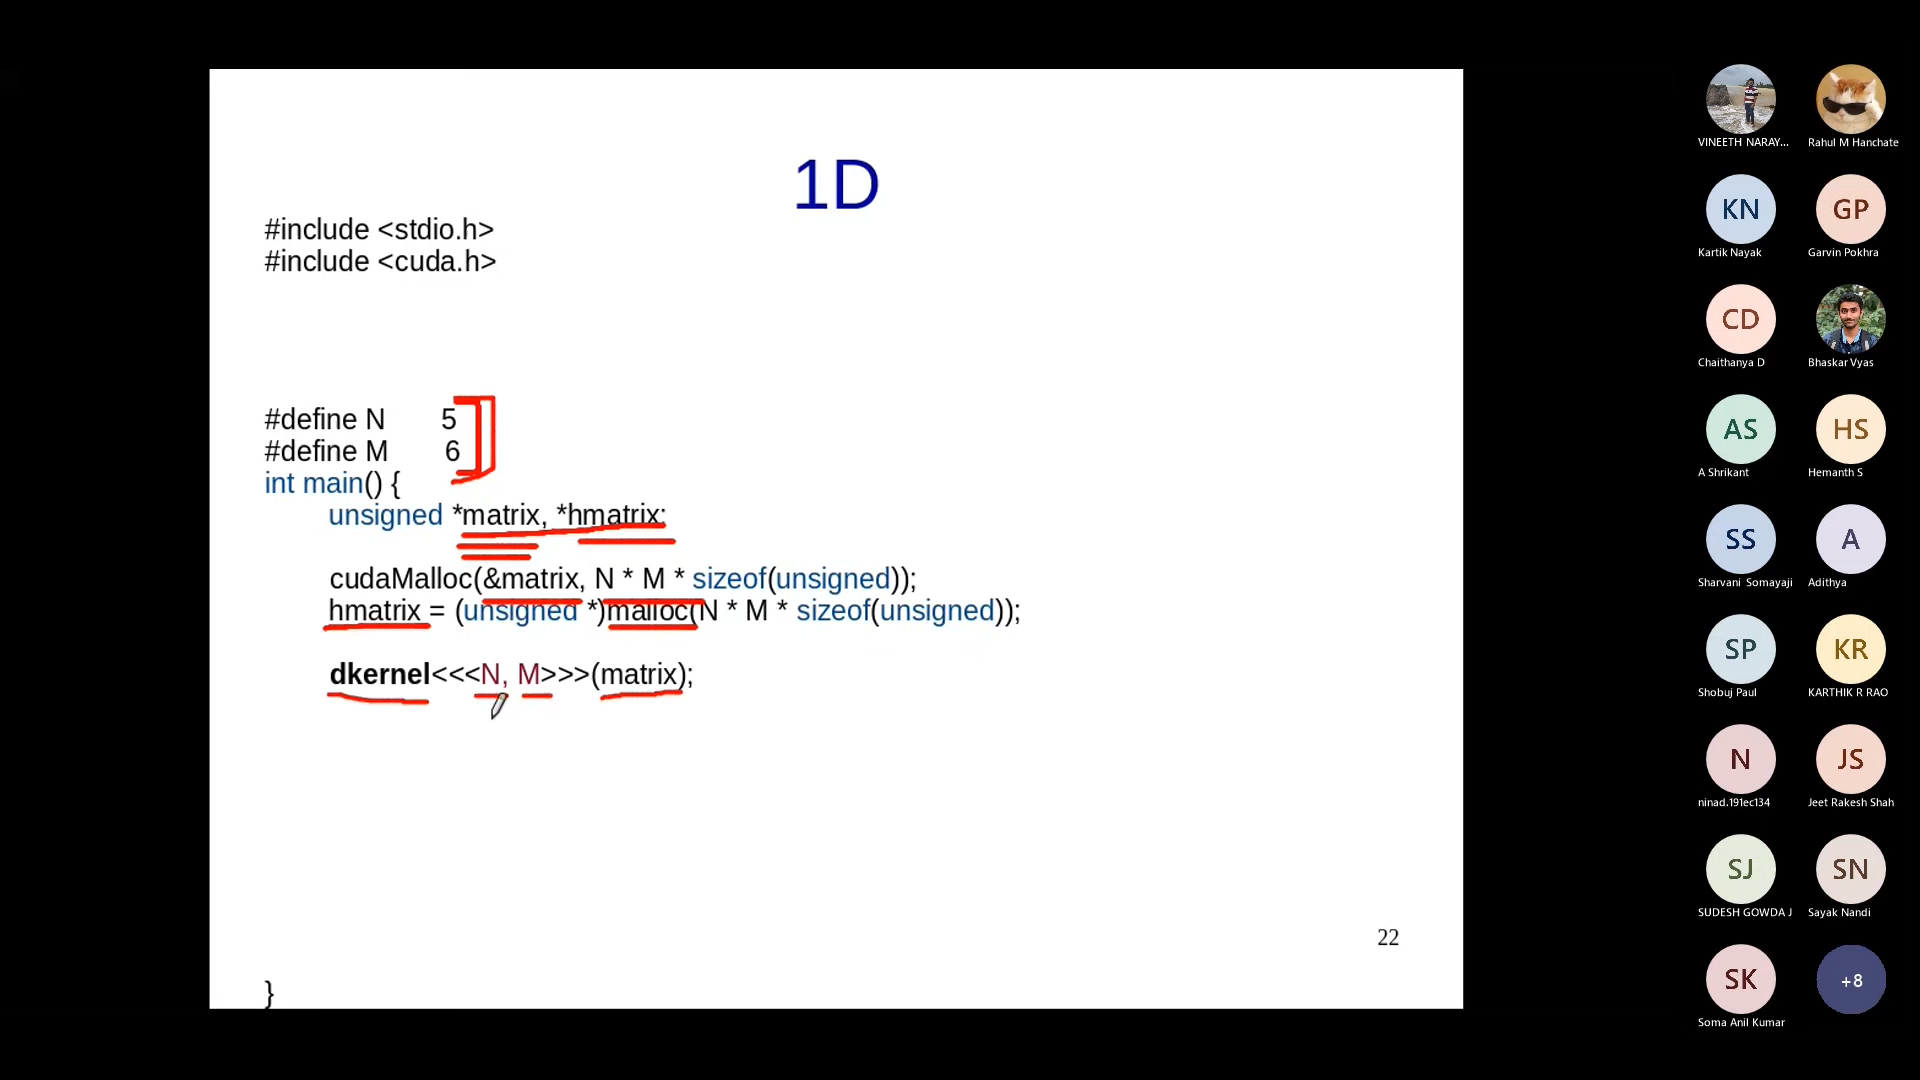 1D
#include <stdio.h>
#include <cuda.h>
#define N 5
#define M 6
int main() {
unsigned *matrix, *hmatrix;
cudaMalloc(&matrix, N * M * sizeof(unsigned));
hmatrix = (unsigned *)malloc(N * M * sizeof(unsigned));
dkernel<<<N, M>>>(matrix);
22
}
VINEETH NARAY...
Rahul M Hanchate
KN
Kartik Nayak
GP
Garvin Pokhra
CD
Chaithanya D
Bhaskar Vyas
AS
A Shrikant
HS
Hemanth S
SS
Sharvani Somayaji
A
Adithya
SP
Shobuj Paul
KR
KARTHIK R RAO
N
ninad.191ec134
JS
Jeet Rakesh Shah
SJ
SUDESH GOWDA J
SN
Sayak Nandi
SK
Soma Anil Kumar
+8